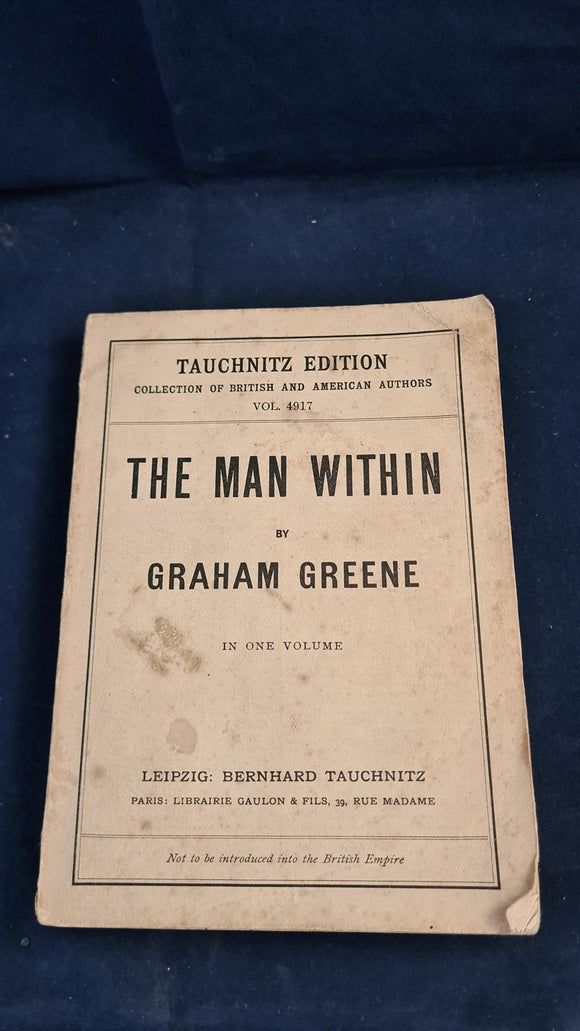 TAUCHNITZ EDITION
COLLECTION OF BRITISH AND AMERICAN AUTHORS
VOL. 4917
THE MAN WITHIN
BY
GRAHAM GREENE
IN ONE VOLUME
LEIPZIG: BERNHARD TAUCHNITZ
PARIS: LIBRAIRIE GAULON & FILS, 39, RUE MADAME
Not to be introduced into the British Empire